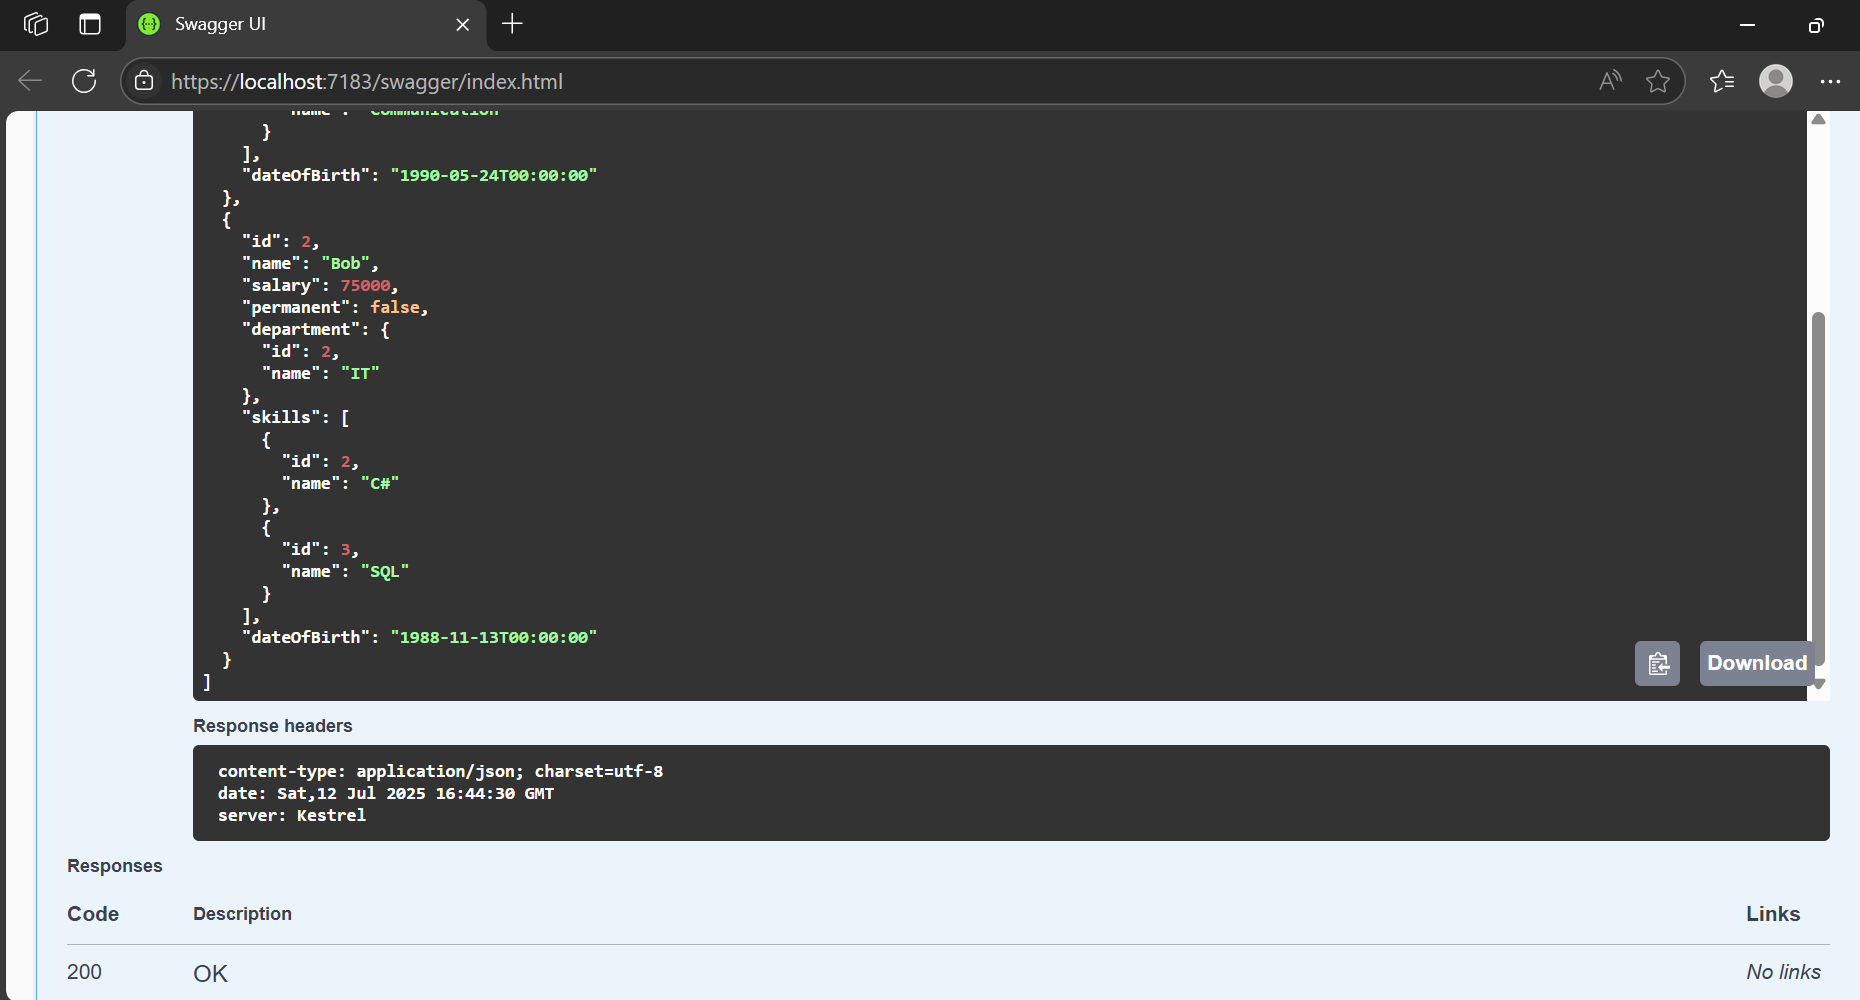 Swagger UI
https://localhost:7183/swagger/index.html
"name": "Communication"
}
],
"dateOfBirth": "1990-05-24T00:00:00"
},
{
"id": 2,
"name": "Bob",
"salary": 75000,
"permanent": false,
"department": {
"id": 2,
"name": "IT"
},
"skills": [
{
"id": 2,
"name": "C#"
},
{
"id": 3,
"name": "SQL"
}
],
"dateOfBirth": "1988-11-13T00:00:00"
}
]
Download
Response headers
content-type: application/json; charset=utf-8
date: Sat,12 Jul 2025 16:44:30 GMT
server: Kestrel
Responses
Code Description Links
200 OK No links